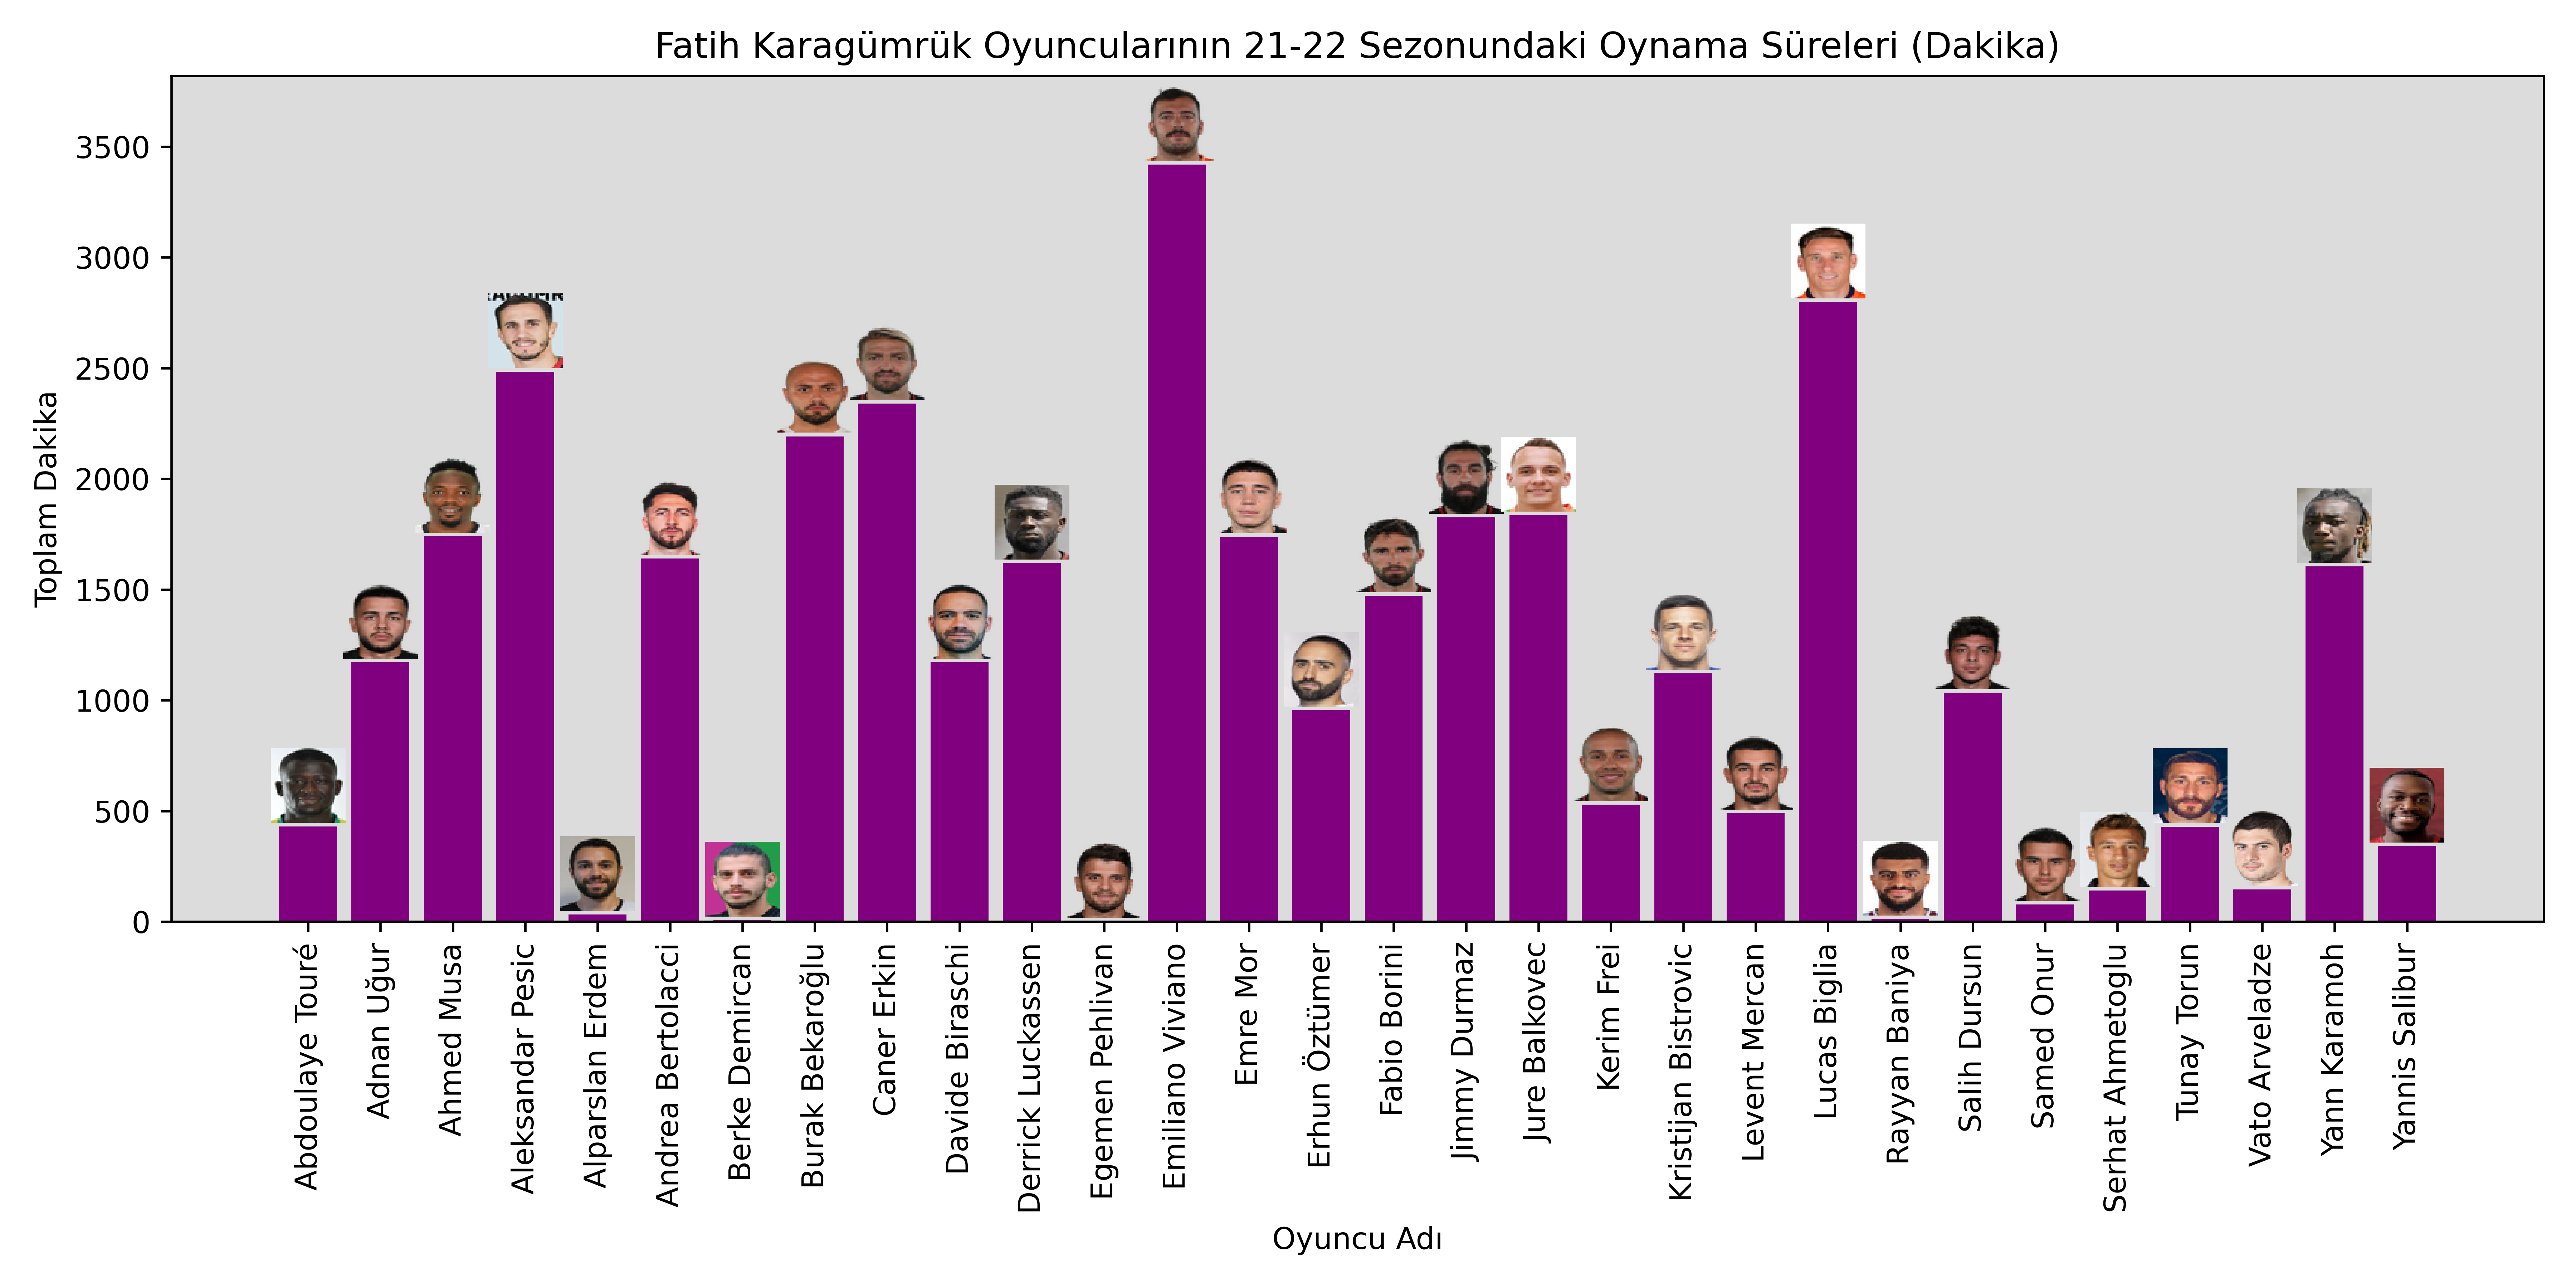 Fatih Karagümrük Oyuncularının 21-22 Sezonundaki Oynama Süreleri (Dakika)
Toplam Dakika
3500
3000
2500
2000
1500
1000
500
0
Abdoulaye Touré
Adnan Uğur
Ahmed Musa
Aleksandar Pesic
Alparslan Erdem
Andrea Bertolacci
Berke Demircan
Burak Bekaroğlu
Caner Erkin
Davide Biraschi
Derrick Luckassen
Egemen Pehlivan
Emiliano Viviano
Emre Mor
Erhun Öztümer
Fabio Borini
Jimmy Durmaz
Jure Balkovec
Kerim Frei
Kristijan Bistrovic
Levent Mercan
Lucas Biglia
Rayyan Baniya
Salih Dursun
Samed Onur
Serhat Ahmetoglu
Tunay Torun
Vato Arveladze
Yann Karamoh
Yannis Salibur
Oyuncu Adı